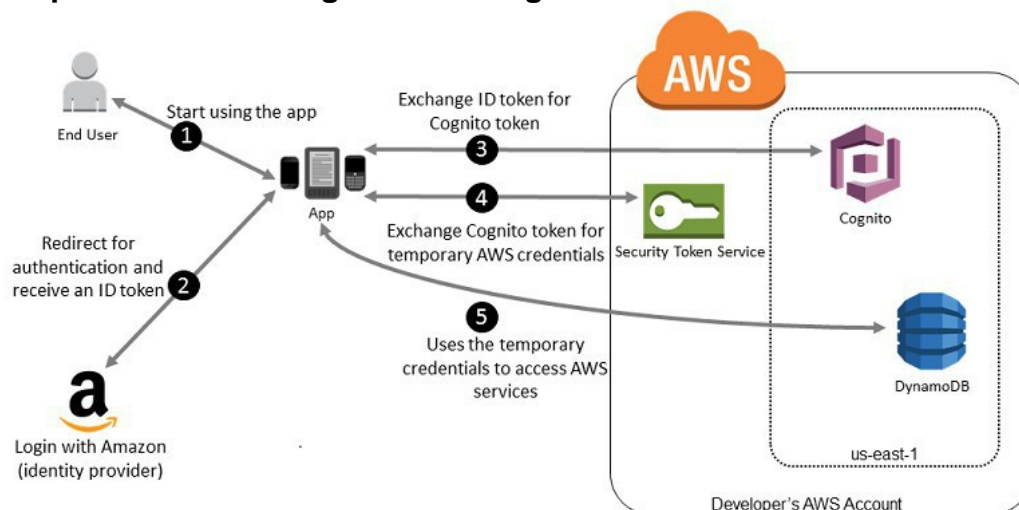 AWS
End User
Start using the app
1
Exchange ID token for
Cognito token
3
App
4
Exchange Cognito token for
temporary AWS credentials
Security Token Service
Cognito
Redirect for
authentication and
receive an ID token
2
5
Uses the temporary
credentials to access AWS
services
DynamoDB
a
Login with Amazon
(identity provider)
us-east-1
Developer's AWS Account